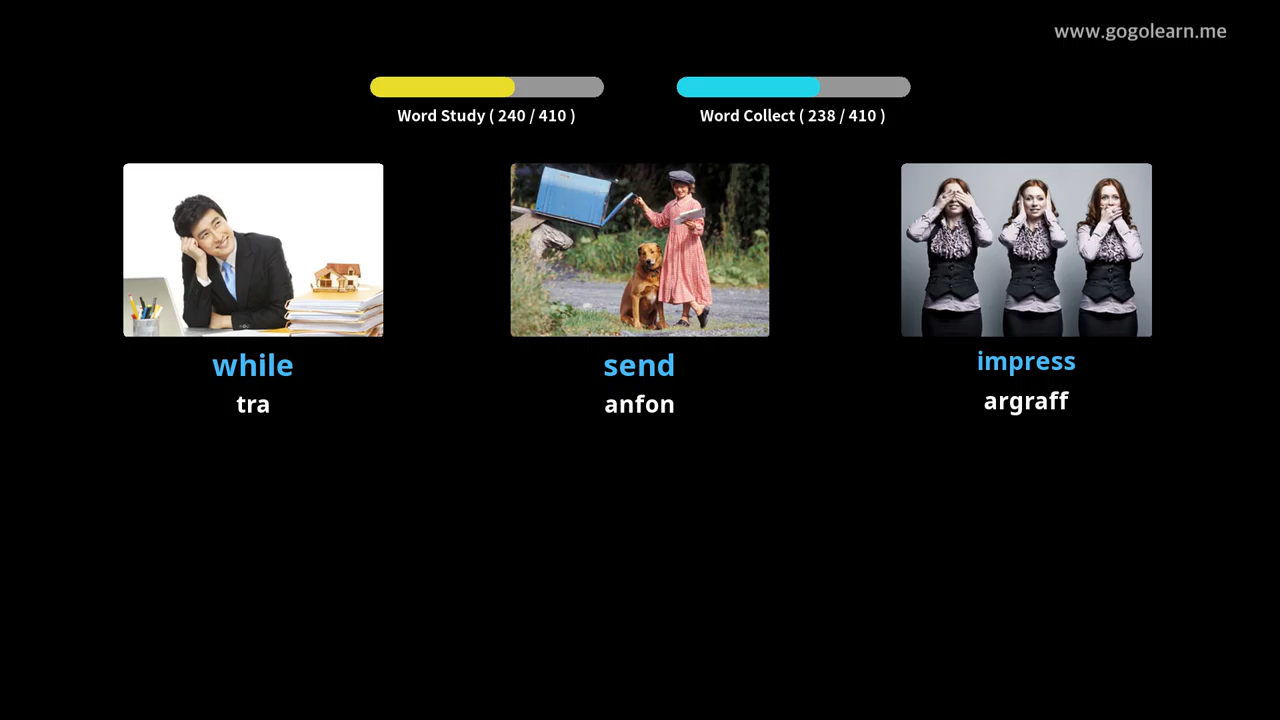 www.gogolearn.me
Word Study ( 240 / 410 )
Word Collect ( 238 / 410 )
while
tra
send
anfon
impress
argraff